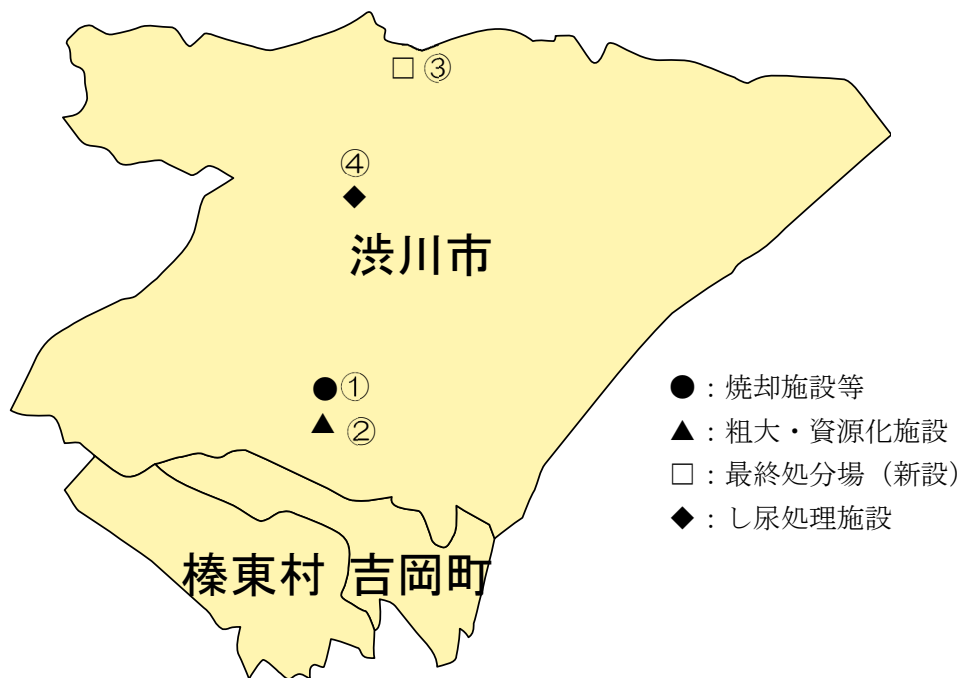 ③
④
渋川市
①
②
●：焼却施設等
▲：粗大・資源化施設
□：最終処分場（新設）
◆：し尿処理施設
榛東村
吉岡町